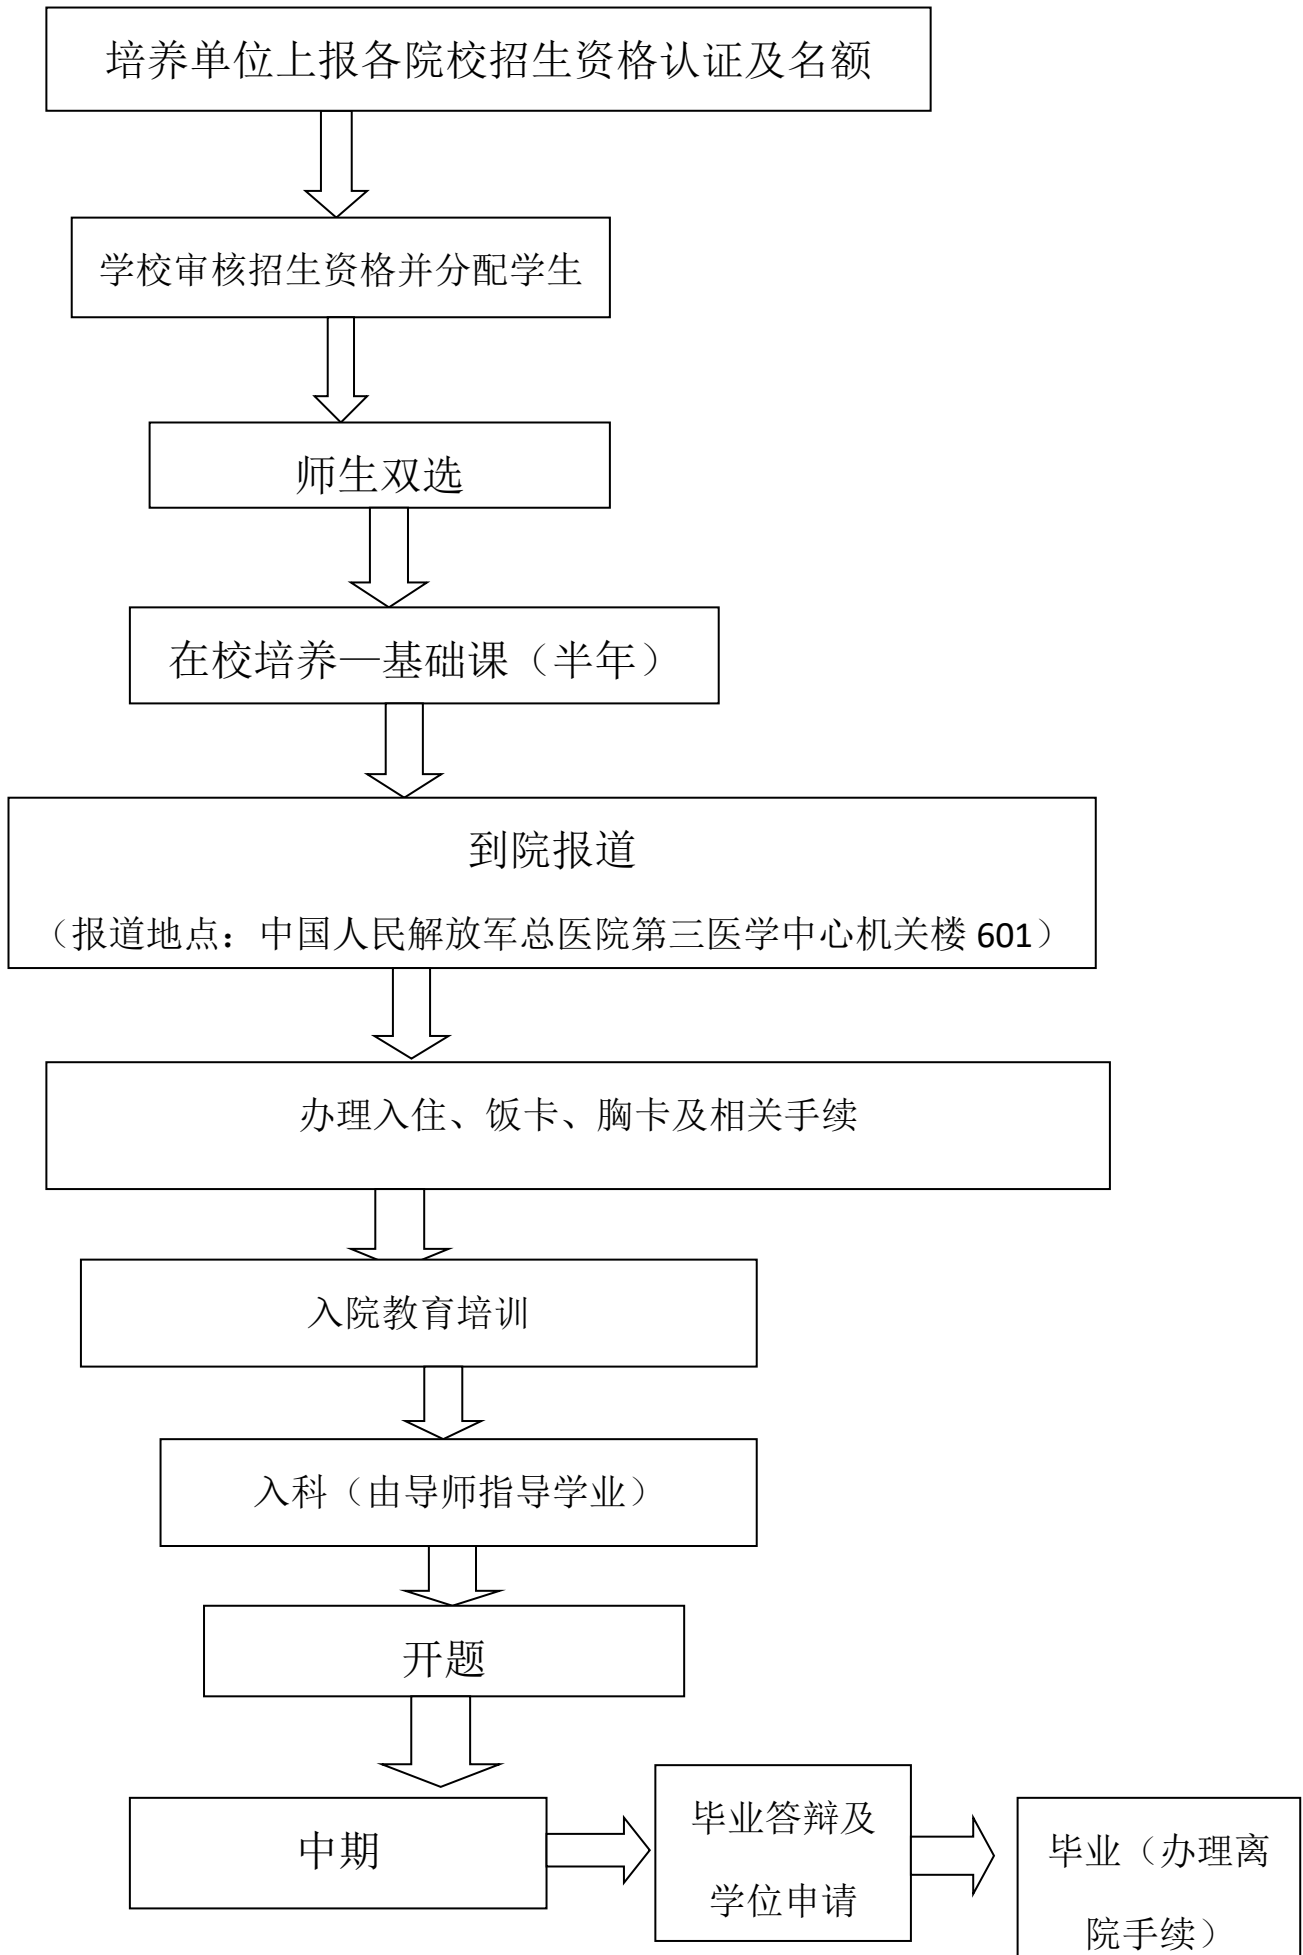 培养单位上报各院校招生资格认证及名额
学校审核招生资格并分配学生
师生双选
在校培养—基础课（半年）
到院报道
（报道地点：中国人民解放军总医院第三医学中心机关楼 601）
办理入住、饭卡、胸卡及相关手续
入院教育培训
入科（由导师指导学业）
开题
中期
毕业答辩及
学位申请
毕业（办理离
院手续）